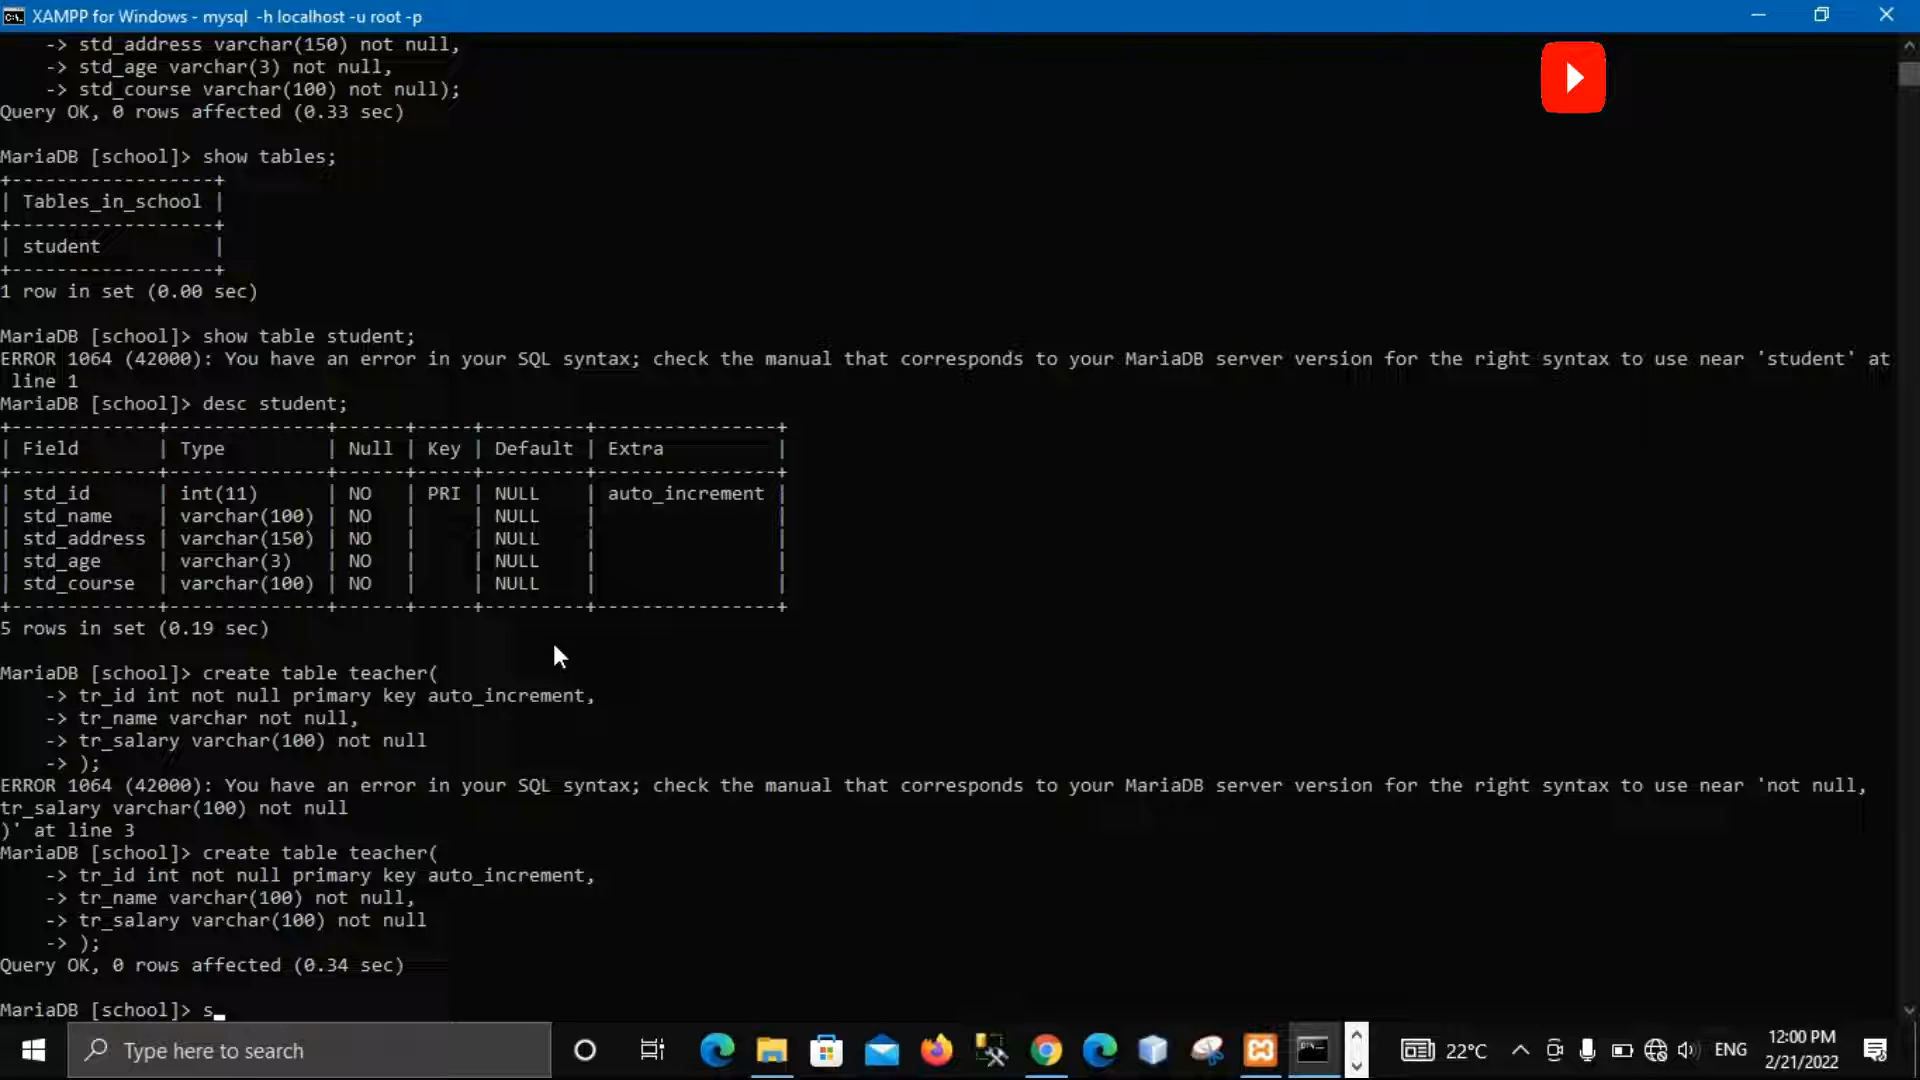 XAMPP for Windows - mysql  -h localhost -u root -p
    -> std_address varchar(150) not null,
    -> std_age varchar(3) not null,
    -> std_course varchar(100) not null);
Query OK, 0 rows affected (0.33 sec)
MariaDB [school]> show tables;
+------------------+
| Tables_in_school |
+------------------+
| student          |
+------------------+
1 row in set (0.00 sec)
MariaDB [school]> show table student;
ERROR 1064 (42000): You have an error in your SQL syntax; check the manual that corresponds to your MariaDB server version for the right syntax to use near 'student' at
 line 1
MariaDB [school]> desc student;
+-------------+--------------+------+-----+---------+----------------+
| Field       | Type         | Null | Key | Default | Extra          |
+-------------+--------------+------+-----+---------+----------------+
| std_id      | int(11)      | NO   | PRI | NULL    | auto_increment |
| std_name    | varchar(100) | NO   |     | NULL    |                |
| std_address | varchar(150) | NO   |     | NULL    |                |
| std_age     | varchar(3)   | NO   |     | NULL    |                |
| std_course  | varchar(100) | NO   |     | NULL    |                |
+-------------+--------------+------+-----+---------+----------------+
5 rows in set (0.19 sec)
MariaDB [school]> create table teacher(
    -> tr_id int not null primary key auto_increment,
    -> tr_name varchar not null,
    -> tr_salary varchar(100) not null
    -> );
ERROR 1064 (42000): You have an error in your SQL syntax; check the manual that corresponds to your MariaDB server version for the right syntax to use near 'not null,
tr_salary varchar(100) not null
)' at line 3
MariaDB [school]> create table teacher(
    -> tr_id int not null primary key auto_increment,
    -> tr_name varchar(100) not null,
    -> tr_salary varchar(100) not null
    -> );
Query OK, 0 rows affected (0.34 sec)
MariaDB [school]> s_
Type here to search
22°C
ENG
12:00 PM
2/21/2022